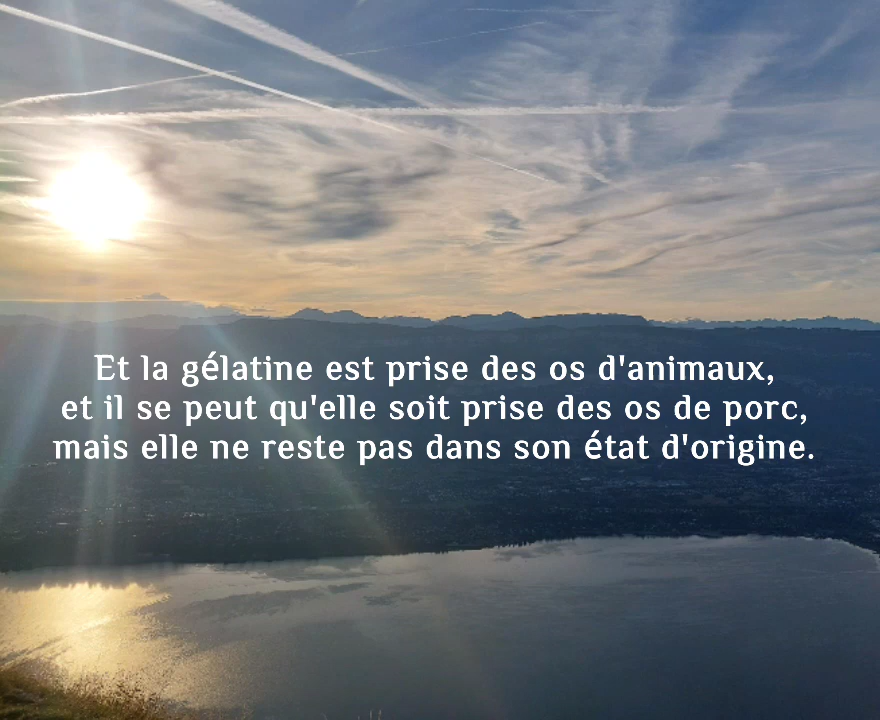 Et la gélatine est prise des os d'animaux,
et il se peut qu'elle soit prise des os de porc,
mais elle ne reste pas dans son état d'origine.